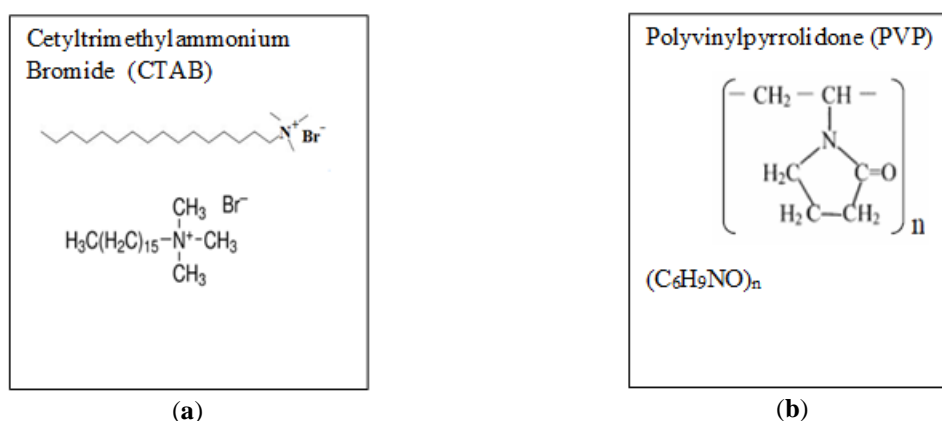 Cetyltrimethylammonium
Bromide (CTAB)
N⁺ Br⁻
CH₃ Br⁻
H₃C(H₂C)₁₅–N⁺-CH₃
CH₃
(a)
Polyvinylpyrrolidone (PVP)
– CH₂ – CH –
N
H₂C C=O
H₂C–CH₂
n
(C₆H₉NO)ₙ
(b)